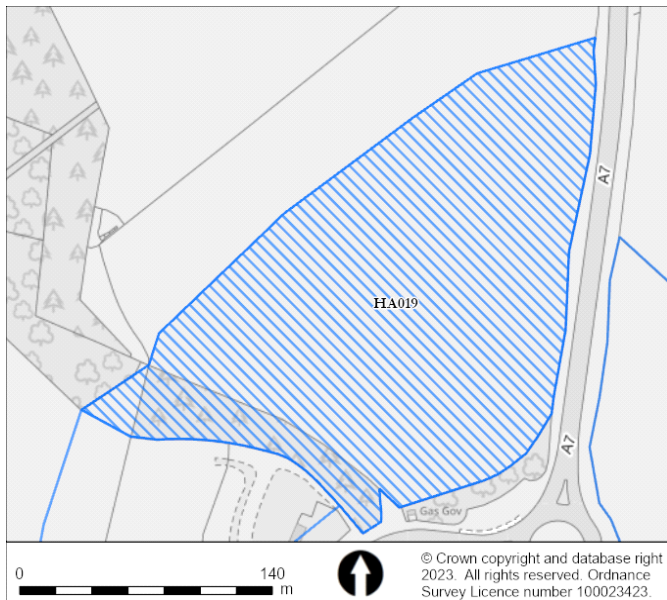 A7
HA019
A7
Gas Gov
0 140
m
© Crown copyright and database right
2023. All rights reserved. Ordnance
Survey Licence number 100023423.